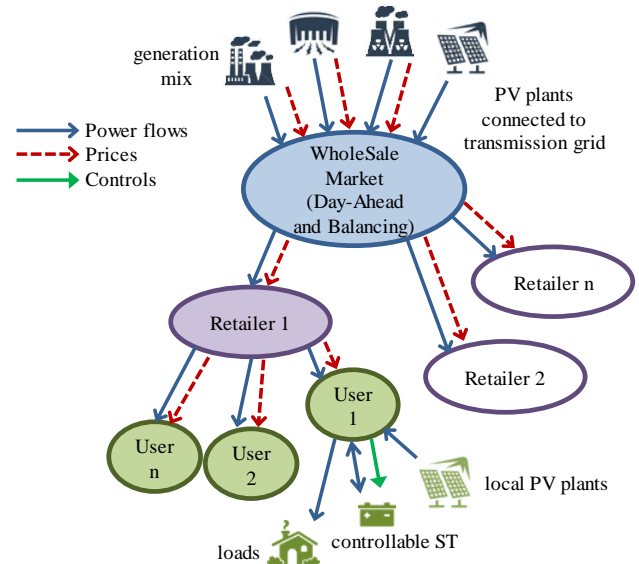 generation
mix
PV plants
connected to
transmission grid
Power flows
Prices
Controls
WholeSale
Market
(Day-Ahead
and Balancing)
Retailer n
Retailer 1
Retailer 2
User
1
User
n
User
2
local PV plants
controllable ST
loads